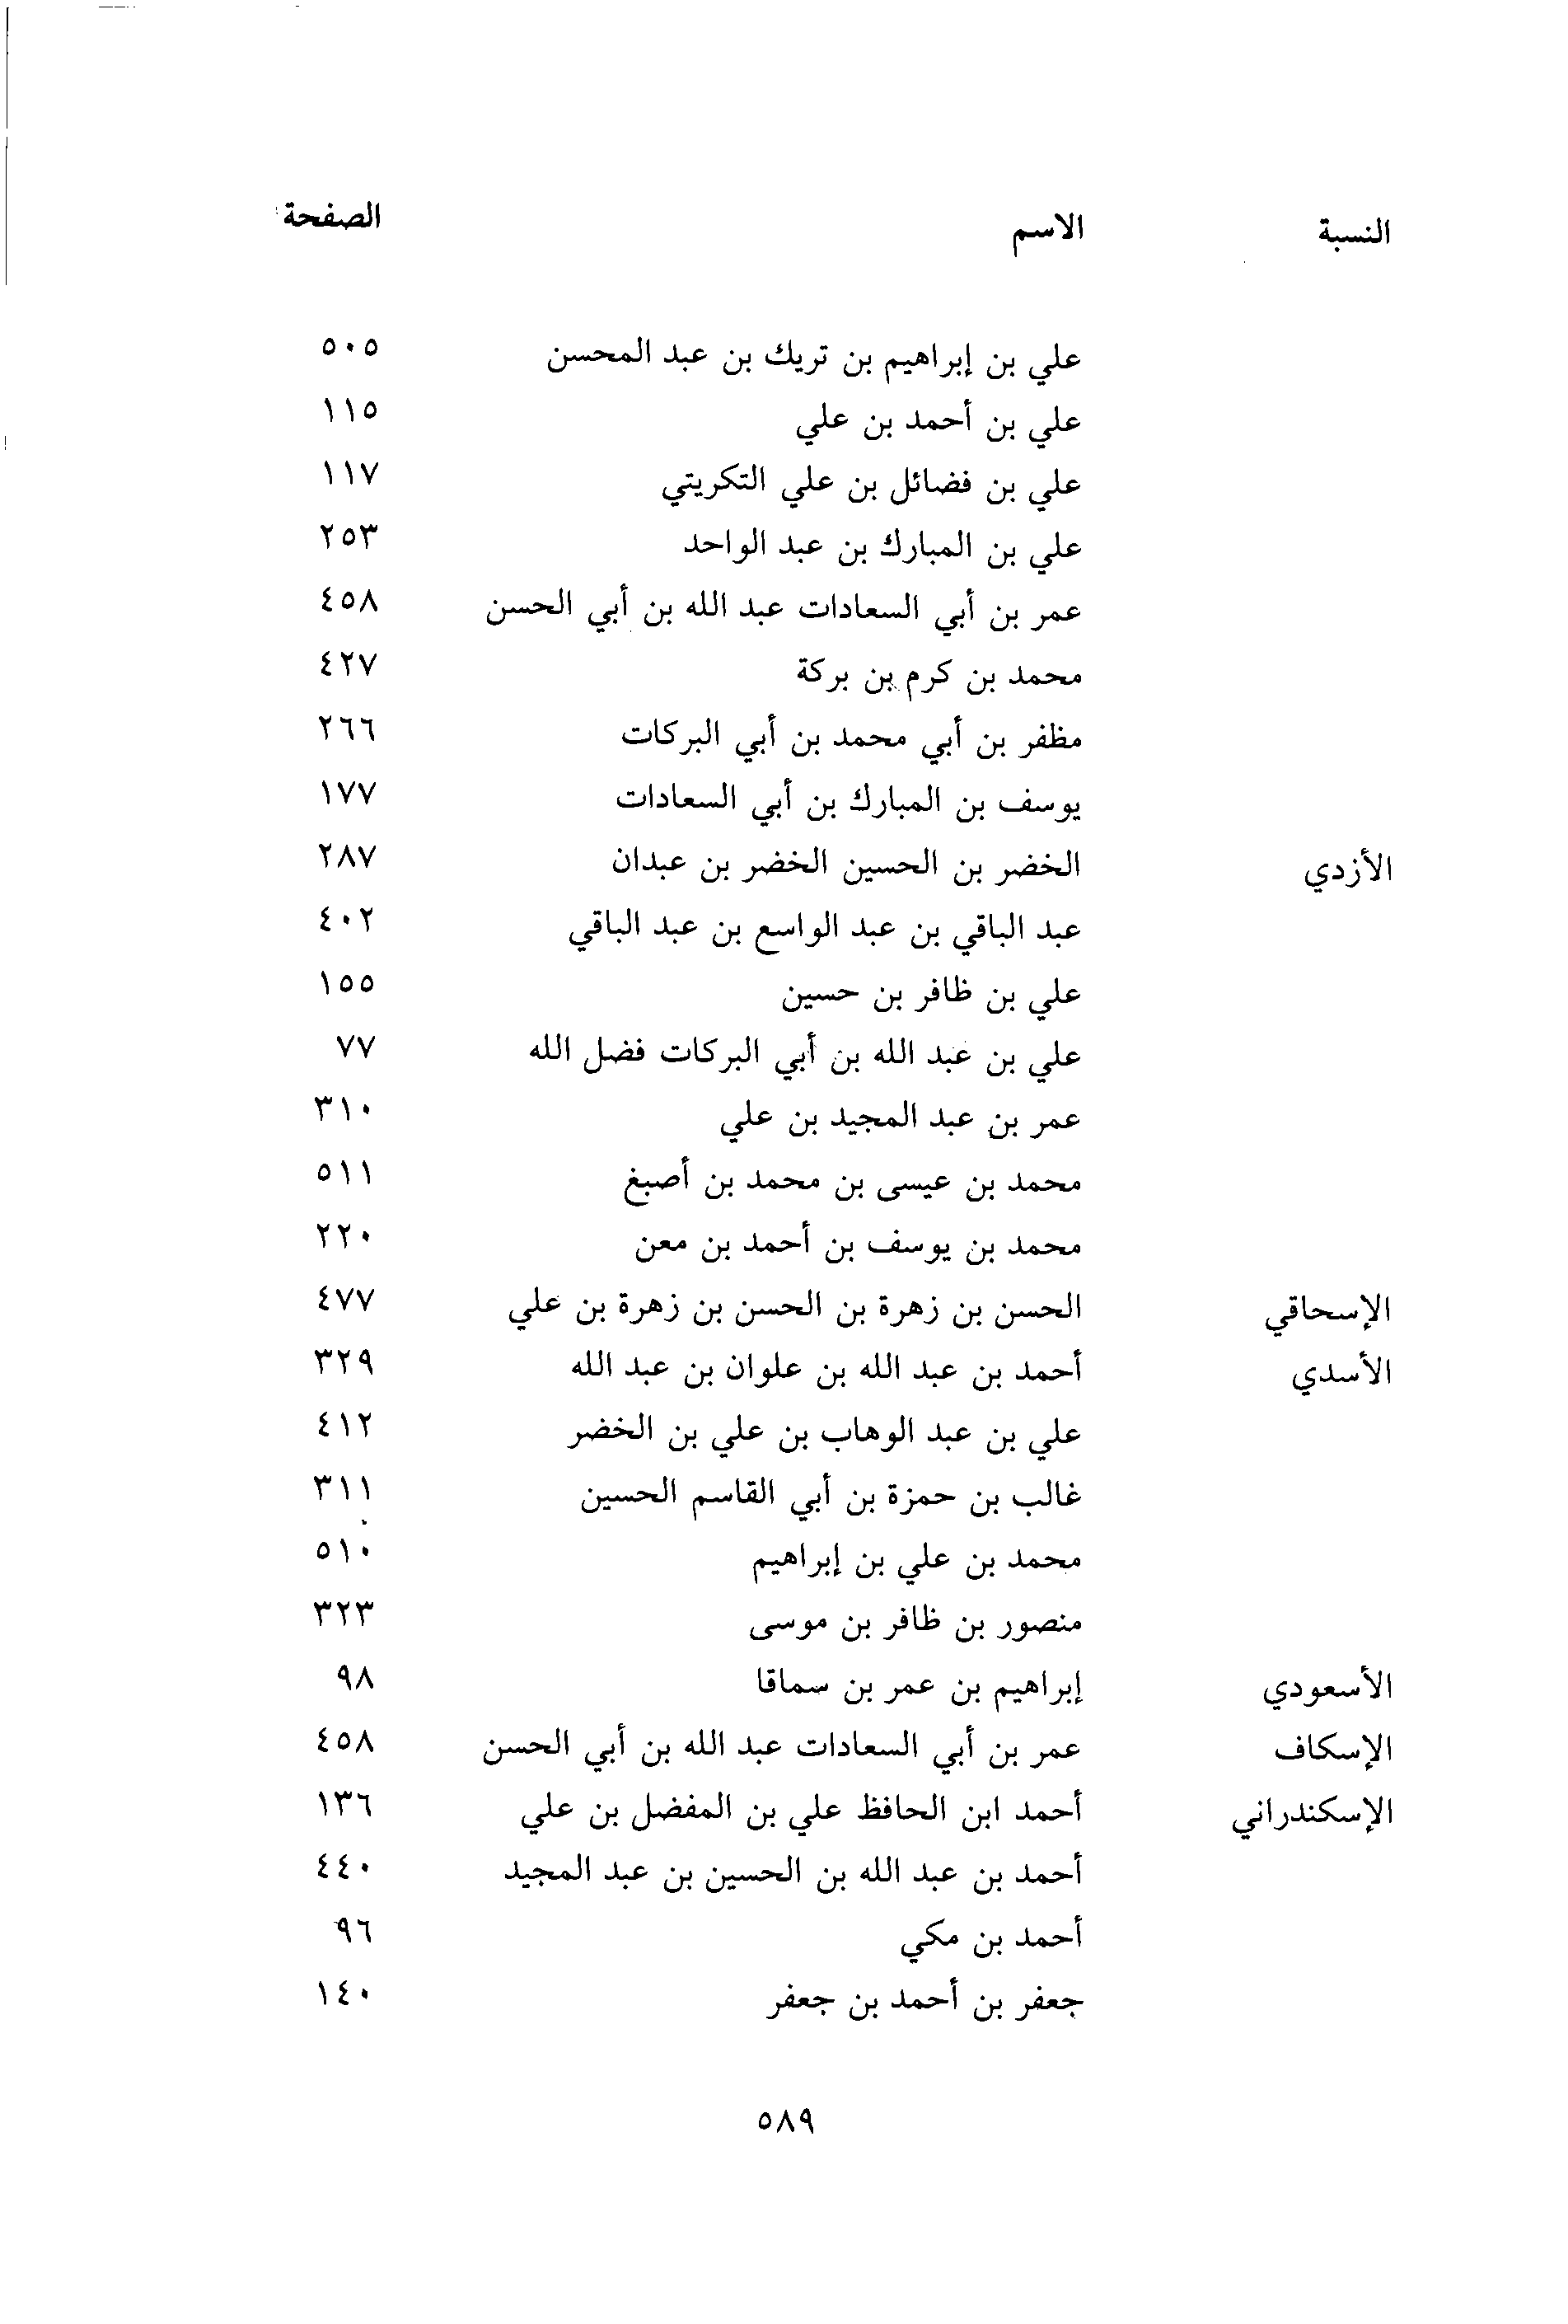 النسبة الاسم الصفحة
علي بن إبراهيم بن تريك بن عبد المحسن ٥٠٥
علي بن أحمد بن علي ١١٥
علي بن فضائل بن علي التكريتي ١١٧
علي بن المبارك بن عبد الواحد ٢٥٣
عمر بن أبي السعادات عبد الله بن أبي الحسن ٤٥٨
محمد بن كرم بن بركة ٤٢٧
مظفر بن أبي محمد بن أبي البركات ٢٦٦
يوسف بن المبارك بن أبي السعادات ١٧٧
الأزدي الخضر بن الحسين الخضر بن عبدان ٢٨٧
عبد الباقي بن عبد الواسع بن عبد الباقي ٤٠٢
علي بن ظافر بن حسين ١٥٥
علي بن عبد الله بن أبي البركات فضل الله ٧٧
عمر بن عبد المجيد بن علي ٣١٠
محمد بن عيسى بن محمد بن أصبغ ٥١١
محمد بن يوسف بن أحمد بن معن ٢٢٠
الإسحاقي الحسن بن زهرة بن الحسن بن زهرة بن علي ٤٧٧
الأسدي أحمد بن عبد الله بن علوان بن عبد الله ٣٢٩
علي بن عبد الوهاب بن علي بن الخضر ٤١٢
غالب بن حمزة بن أبي القاسم الحسين ٣١١
محمد بن علي بن إبراهيم ٥١٠
منصور بن ظافر بن موسى ٣٢٣
الأسعودي إبراهيم بن عمر بن سماقا ٩٨
الإسكاف عمر بن أبي السعادات عبد الله بن أبي الحسن ٤٥٨
الإسكندراني أحمد ابن الحافظ علي بن المفضل بن علي ١٣٦
أحمد بن عبد الله بن الحسين بن عبد المجيد ٤٤٠
أحمد بن مكي ٩٦
جعفر بن أحمد بن جعفر ١٤٠
٥٨٩